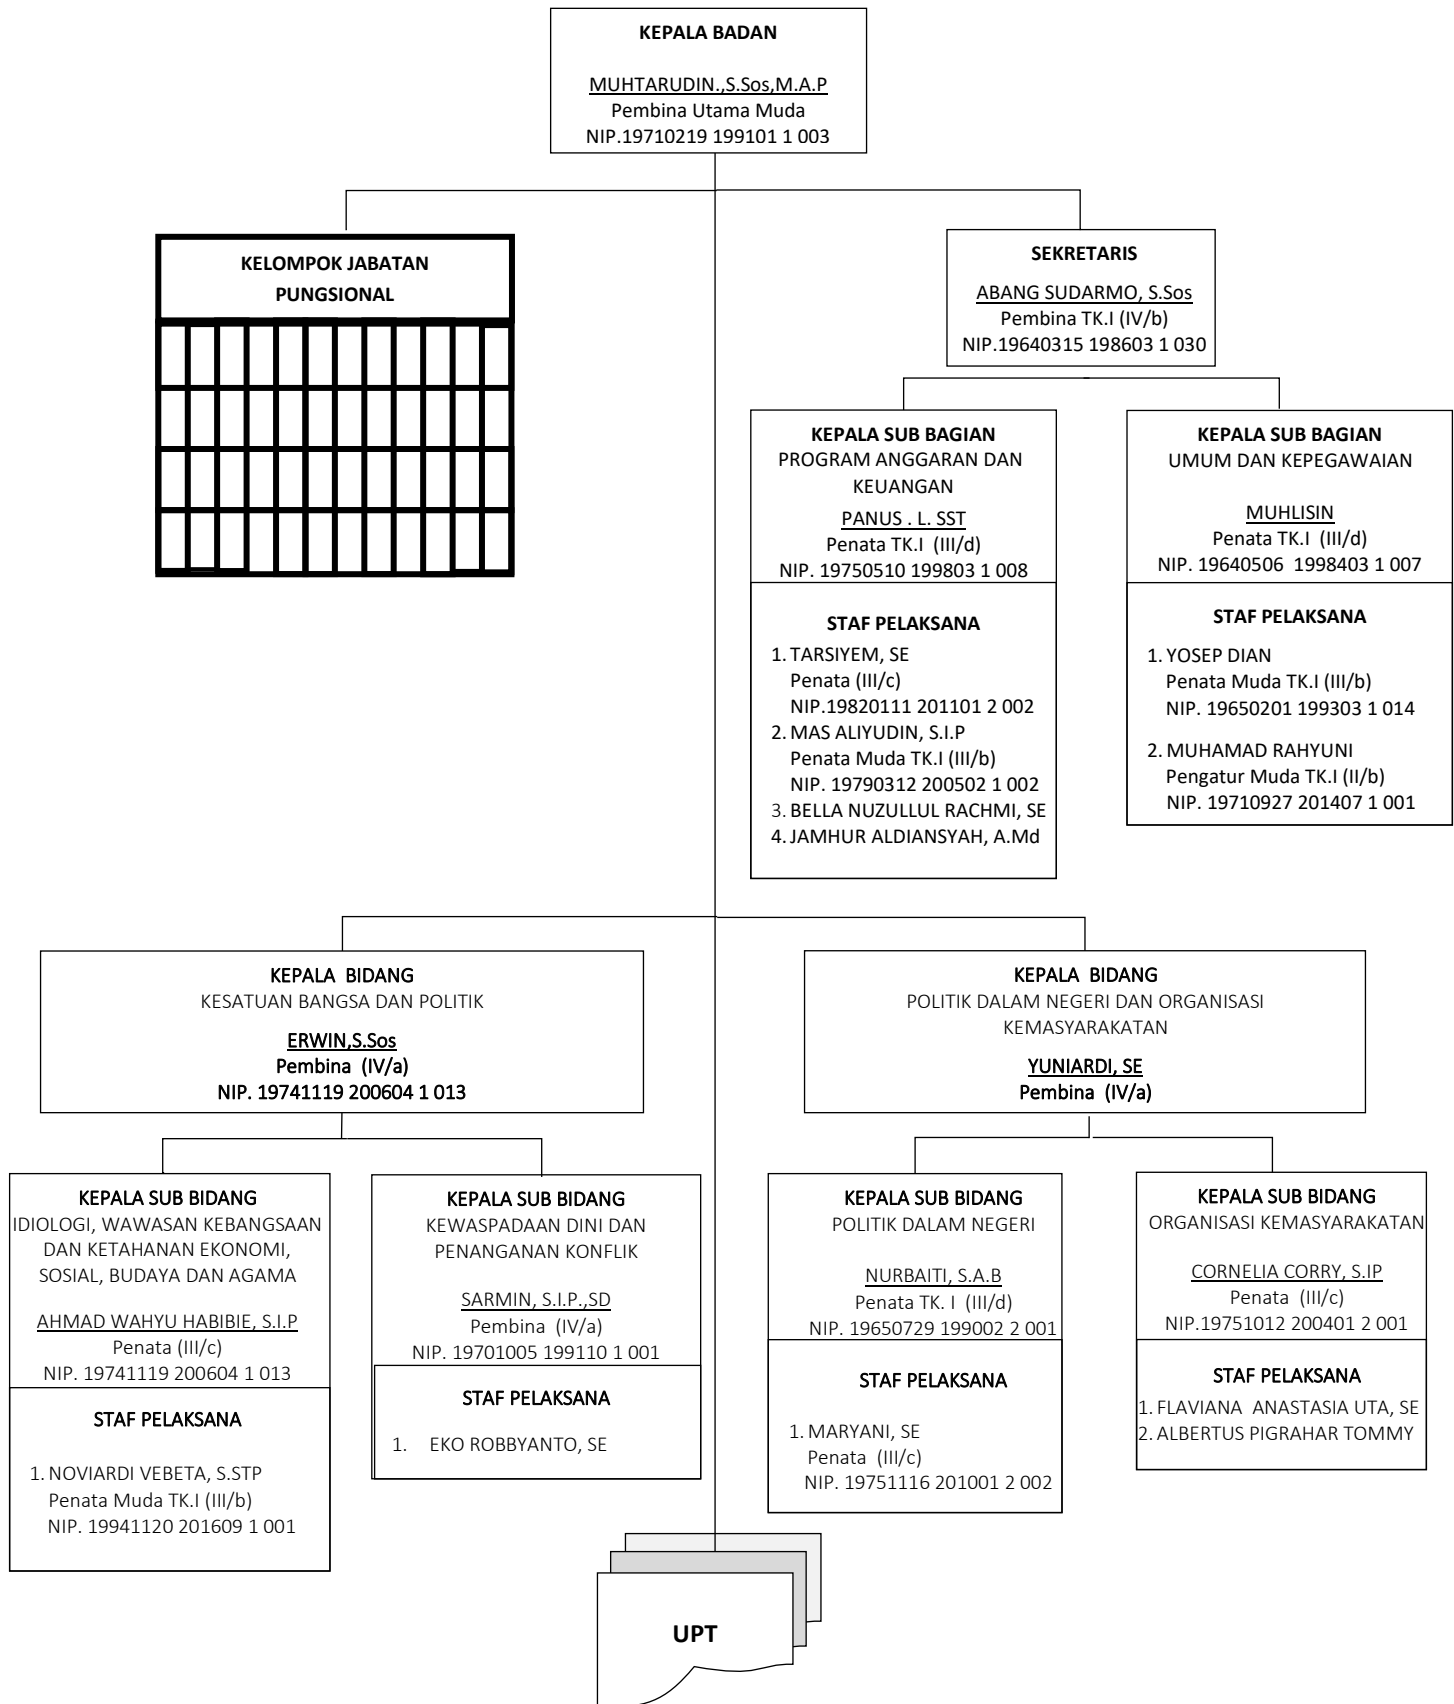 KEPALA BADAN
MUHTARUDIN.,S.Sos,M.A.P
Pembina Utama Muda
NIP.19710219 199101 1 003
KELOMPOK JABATAN
PUNGSIONAL
SEKRETARIS
ABANG SUDARMO, S.Sos
Pembina TK.I (IV/b)
NIP.19640315 198603 1 030
KEPALA SUB BAGIAN
PROGRAM ANGGARAN DAN
KEUANGAN
PANUS . L. SST
Penata TK.I (III/d)
NIP. 19750510 199803 1 008
STAF PELAKSANA
1. TARSIYEM, SE
Penata (III/c)
NIP.19820111 201101 2 002
2. MAS ALIYUDIN, S.I.P
Penata Muda TK.I (III/b)
NIP. 19790312 200502 1 002
3. BELLA NUZULLUL RACHMI, SE
4. JAMHUR ALDIANSYAH, A.Md
KEPALA SUB BAGIAN
UMUM DAN KEPEGAWAIAN
MUHLISIN
Penata TK.I (III/d)
NIP. 19640506 1998403 1 007
STAF PELAKSANA
1. YOSEP DIAN
Penata Muda TK.I (III/b)
NIP. 19650201 199303 1 014
2. MUHAMAD RAHYUNI
Pengatur Muda TK.I (II/b)
NIP. 19710927 201407 1 001
KEPALA BIDANG
KESATUAN BANGSA DAN POLITIK
ERWIN,S.Sos
Pembina (IV/a)
NIP. 19741119 200604 1 013
KEPALA BIDANG
POLITIK DALAM NEGERI DAN ORGANISASI
KEMASYARAKATAN
YUNIARDI, SE
Pembina (IV/a)
KEPALA SUB BIDANG
IDIOLOGI, WAWASAN KEBANGSAAN
DAN KETAHANAN EKONOMI,
SOSIAL, BUDAYA DAN AGAMA
AHMAD WAHYU HABIBIE, S.I.P
Penata (III/c)
NIP. 19741119 200604 1 013
STAF PELAKSANA
1. NOVIARDI VEBETA, S.STP
Penata Muda TK.I (III/b)
NIP. 19941120 201609 1 001
KEPALA SUB BIDANG
KEWASPADAAN DINI DAN
PENANGANAN KONFLIK
SARMIN, S.I.P.,SD
Pembina (IV/a)
NIP. 19701005 199110 1 001
STAF PELAKSANA
1. EKO ROBBYANTO, SE
KEPALA SUB BIDANG
POLITIK DALAM NEGERI
NURBAITI, S.A.B
Penata TK. I (III/d)
NIP. 19650729 199002 2 001
STAF PELAKSANA
1. MARYANI, SE
Penata (III/c)
NIP. 19751116 201001 2 002
KEPALA SUB BIDANG
ORGANISASI KEMASYARAKATAN
CORNELIA CORRY, S.IP
Penata (III/c)
NIP.19751012 200401 2 001
STAF PELAKSANA
1. FLAVIANA ANASTASIA UTA, SE
2. ALBERTUS PIGRAHAR TOMMY
UPT